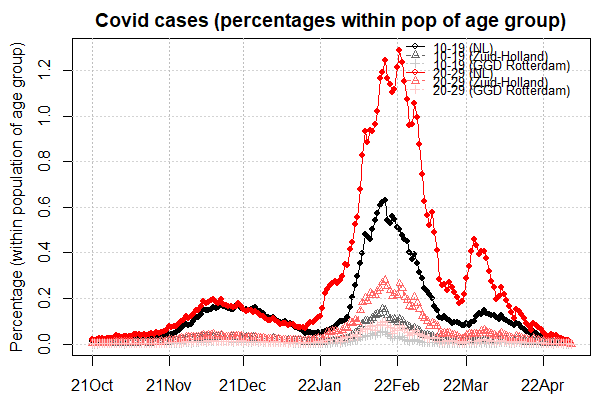 Covid cases (percentages within pop of age group)
Percentage (within population of age group)
1.2
1.0
0.8
0.6
0.4
0.2
0.0
10-19 (NL)
10-19 (Zuid-Holland)
10-19 (GGD Rotterdam)
20-29 (NL)
20-29 (Zuid-Holland)
20-29 (GGD Rotterdam)
21Oct 21Nov 21Dec 22Jan 22Feb 22Mar 22Apr